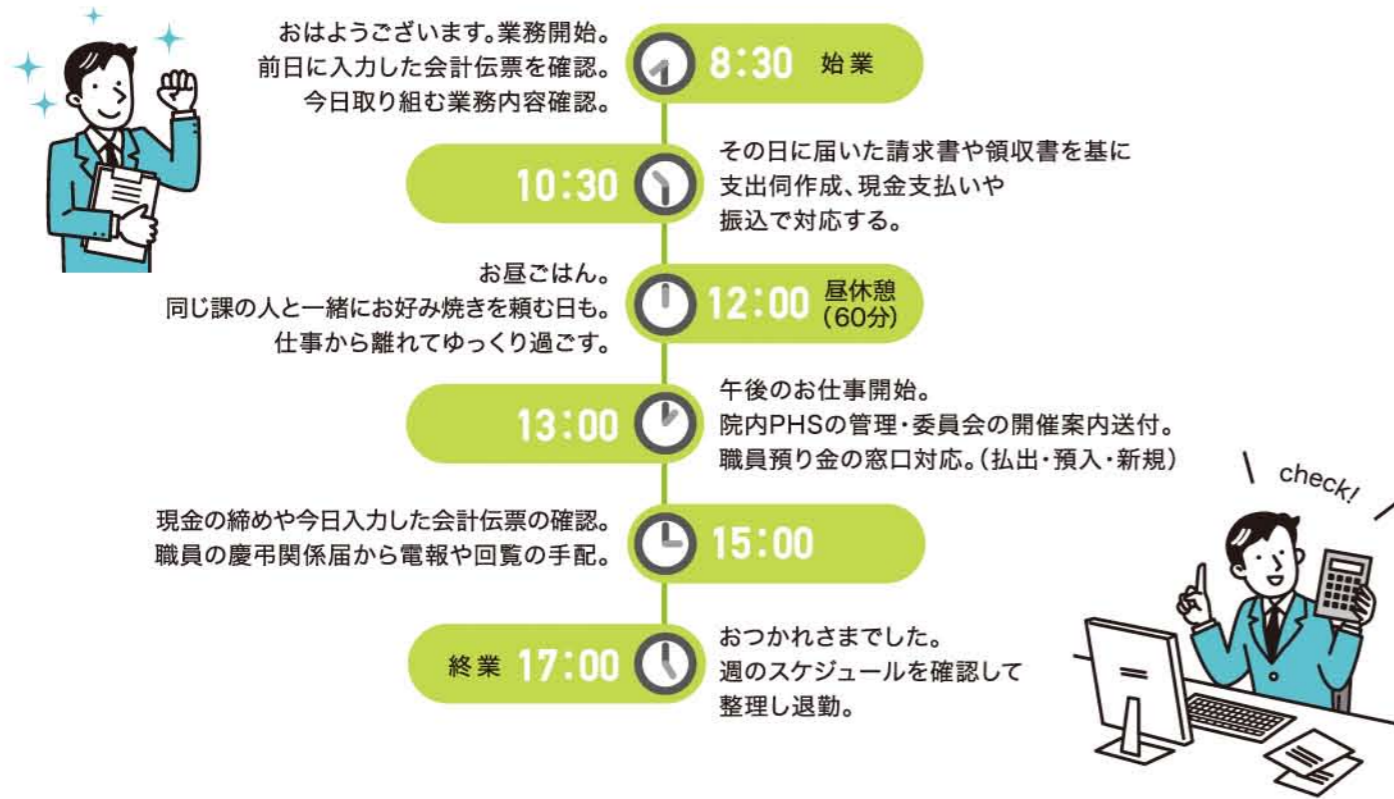 おはようございます。業務開始。
前日に入力した会計伝票を確認。
今日取り組む業務内容確認。
8:30 始業
10:30
その日に届いた請求書や領収書を基に
支出伺作成、現金支払いや
振込で対応する。
お昼ごはん。
同じ課の人と一緒にお好み焼きを頼む日も。
仕事から離れてゆっくり過ごす。
12:00 昼休憩
(60分)
13:00
午後のお仕事開始。
院内PHSの管理・委員会の開催案内送付。
職員預り金の窓口対応。(払出・預入・新規)
check!
現金の締めや今日入力した会計伝票の確認。
職員の慶弔関係届から電報や回覧の手配。
15:00
終業 17:00
おつかれさまでした。
週のスケジュールを確認して
整理し退勤。